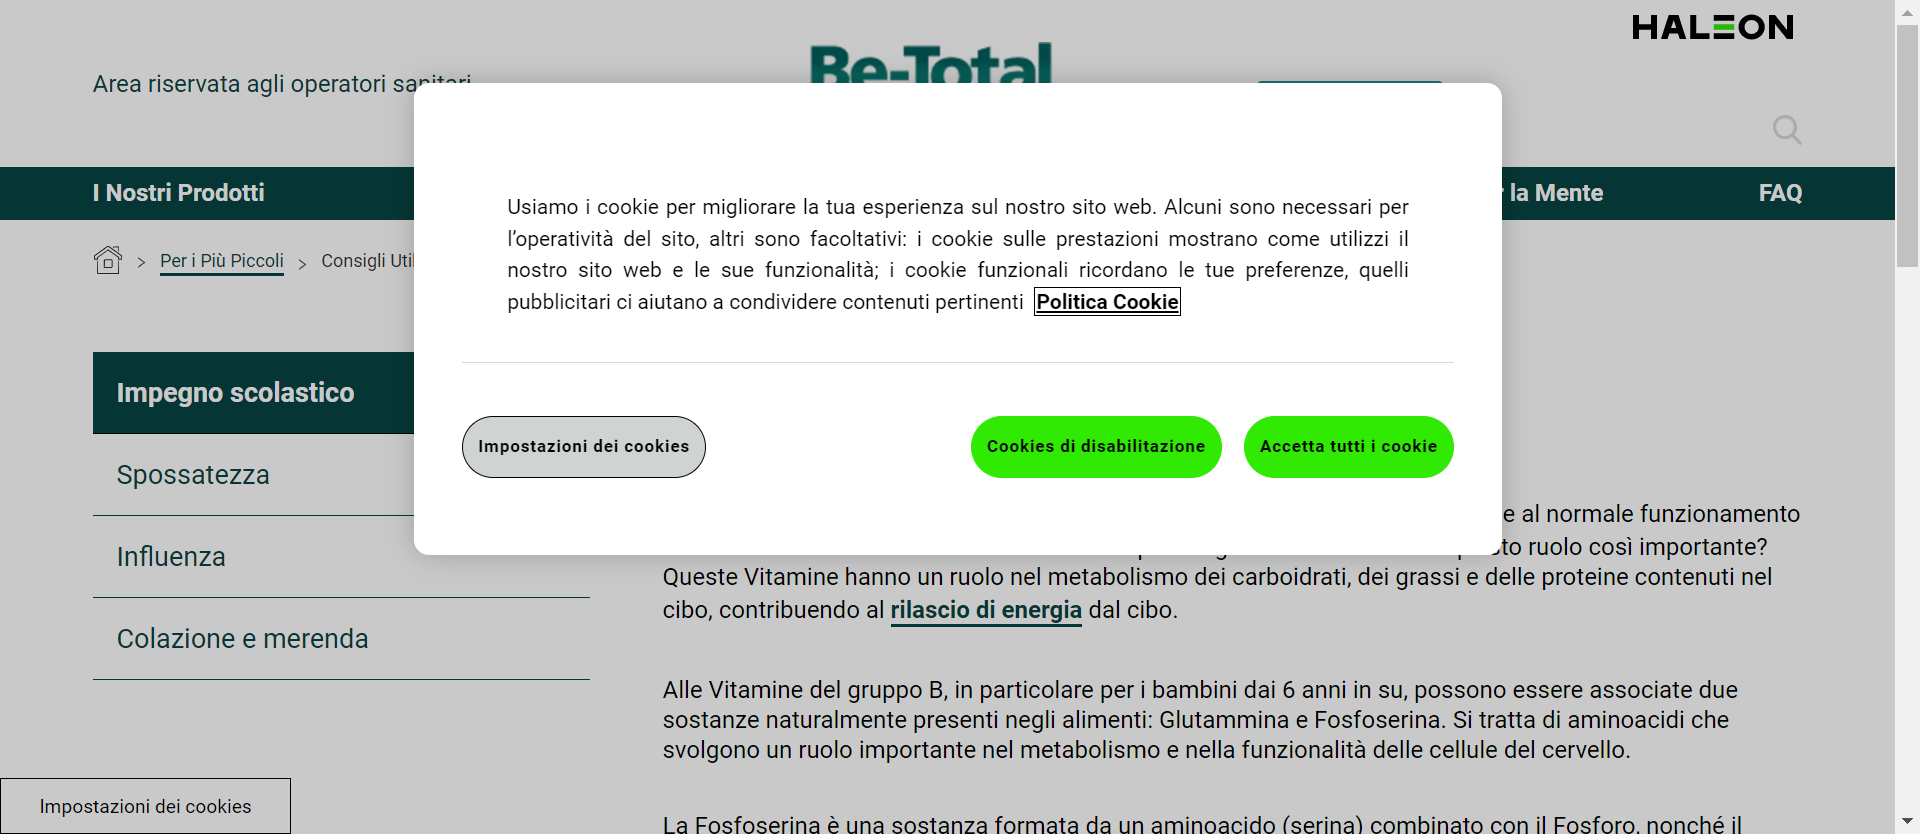 HALEON
Area riservata agli operatori sanitari
Be-Total
I Nostri Prodotti
la Mente
FAQ
Per i Più Piccoli
Consigli
Usiamo i cookie per migliorare la tua esperienza sul nostro sito web. Alcuni sono necessari per
l’operatività del sito, altri sono facoltativi: i cookie sulle prestazioni mostrano come utilizzi il
nostro sito web e le sue funzionalità; i cookie funzionali ricordano le tue preferenze, quelli
pubblicitari ci aiutano a condividere contenuti pertinenti Politica Cookie
Impostazioni dei cookies
Cookies di disabilitazione
Accetta tutti i cookie
Impegno scolastico
Spossatezza
Influenza
Colazione e merenda
e al normale funzionamento
ruolo così importante?
Queste Vitamine hanno un ruolo nel metabolismo dei carboidrati, dei grassi e delle proteine contenuti nel
cibo, contribuendo al rilascio di energia dal cibo.
Alle Vitamine del gruppo B, in particolare per i bambini dai 6 anni in su, possono essere associate due
sostanze naturalmente presenti negli alimenti: Glutammina e Fosfoserina. Si tratta di aminoacidi che
svolgono un ruolo importante nel metabolismo e nella funzionalità delle cellule del cervello.
La Fosfoserina è una sostanza formata da un aminoacido (serina) combinato con il Fosforo, nonché il
Impostazioni dei cookies